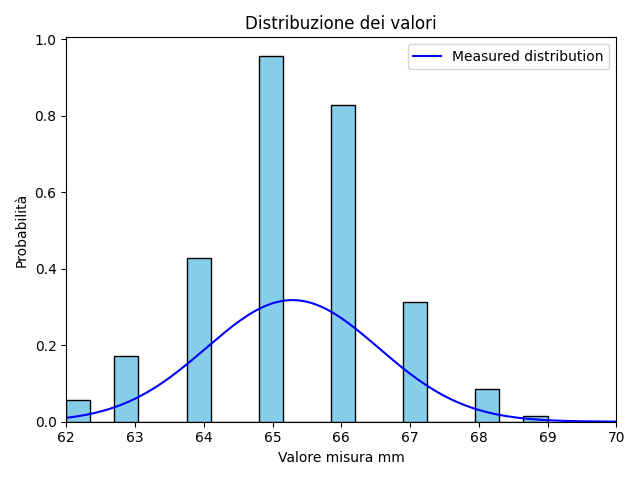 Distribuzione dei valori
Measured distribution
Probabilità
1.0
0.8
0.6
0.4
0.2
0.0
62 63 64 65 66 67 68 69 70
Valore misura mm